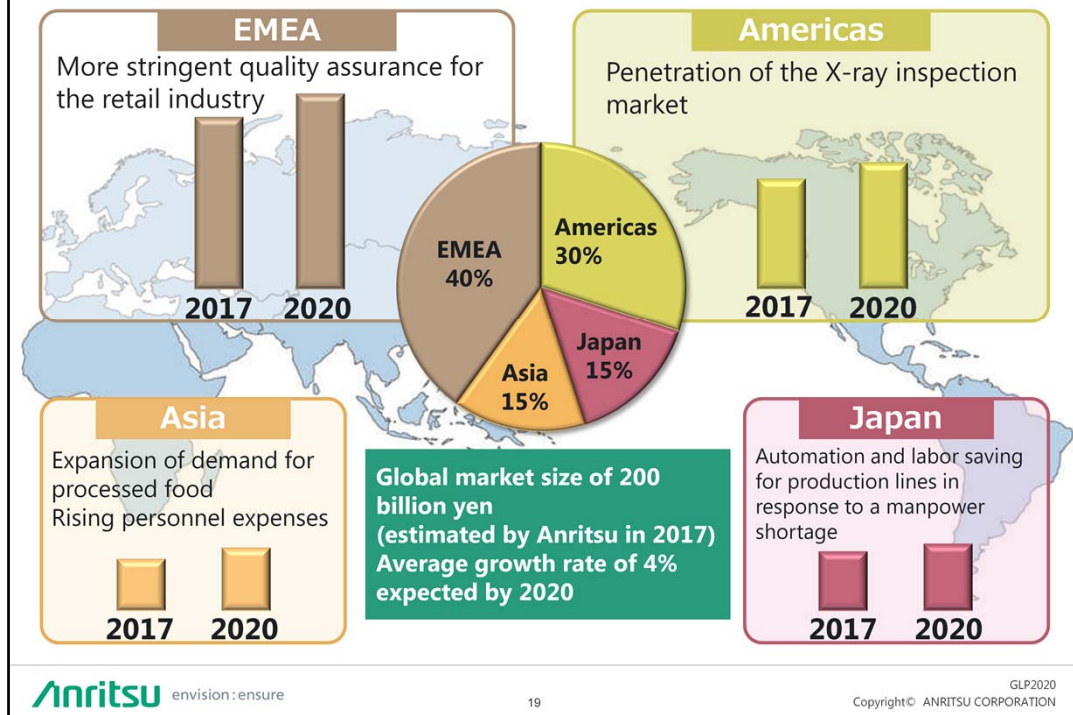 EMEA
More stringent quality assurance for
the retail industry
2017 2020
Americas
Penetration of the X-ray inspection
market
2017 2020
EMEA
40%
Americas
30%
Japan
15%
Asia
15%
Asia
Expansion of demand for
processed food
Rising personnel expenses
2017 2020
Global market size of 200
billion yen
(estimated by Anritsu in 2017)
Average growth rate of 4%
expected by 2020
Japan
Automation and labor saving
for production lines in
response to a manpower
shortage
2017 2020
Anritsu envision : ensure
19
GLP2020
Copyright© ANRITSU CORPORATION